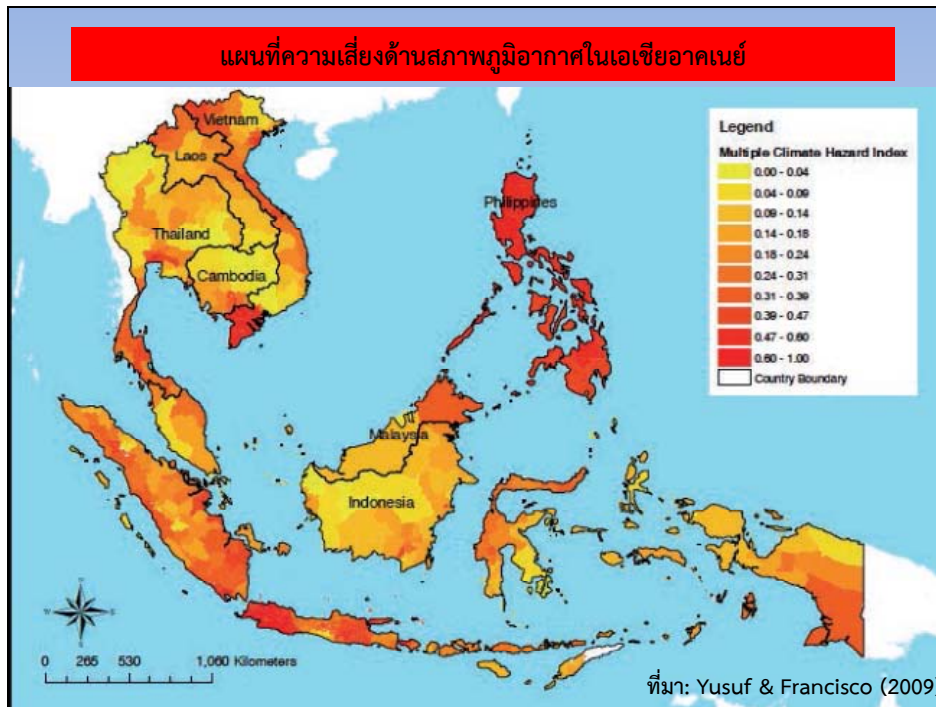 แผนที่ความเสี่ยงด้านสภาพภูมิอากาศในเอเชียอาคเนย์
Legend
Multiple Climate Hazard Index
0.00 - 0.04
0.04 - 0.09
0.09 - 0.14
0.14 - 0.18
0.18 - 0.24
0.24 - 0.31
0.31 - 0.39
0.39 - 0.47
0.47 - 0.60
0.60 - 1.00
Country Boundary
Vietnam
Laos
Philippines
Thailand
Cambodia
Malaysia
Indonesia
N
W E
S
0 265 530 1,060 Kilometers
ที่มา: Yusuf & Francisco (2009)